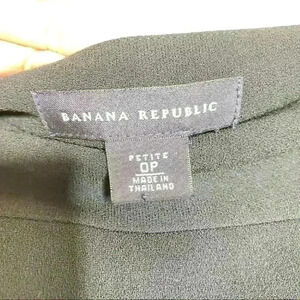 BANANA REPUBLIC
PETITE
0P
MADE IN
THAILAND